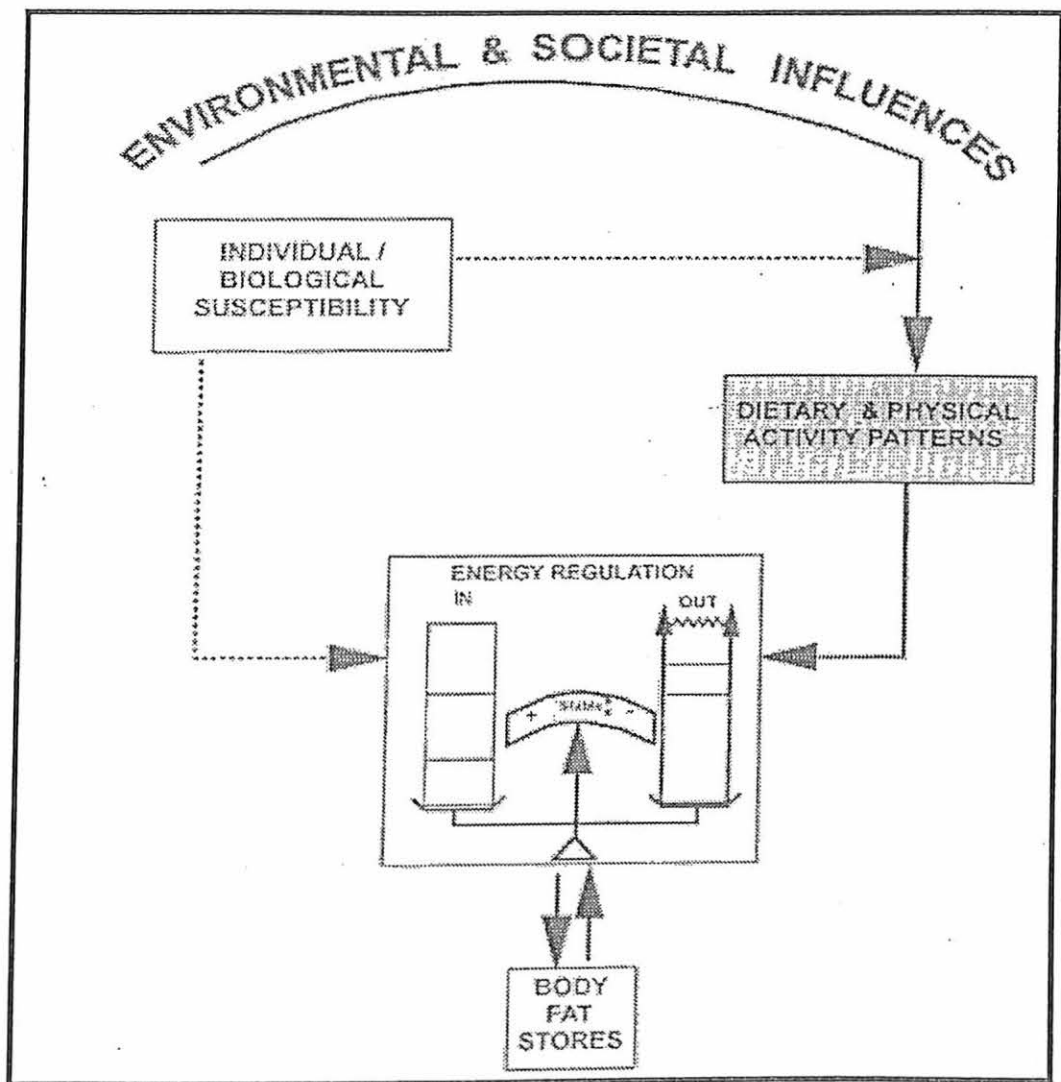 ENVIRONMENTAL & SOCIETAL INFLUENCES
INDIVIDUAL /
BIOLOGICAL
SUSCEPTIBILITY
DIETARY & PHYSICAL
ACTIVITY PATTERNS
ENERGY REGULATION
IN
OUT
+
-
BODY
FAT
STORES